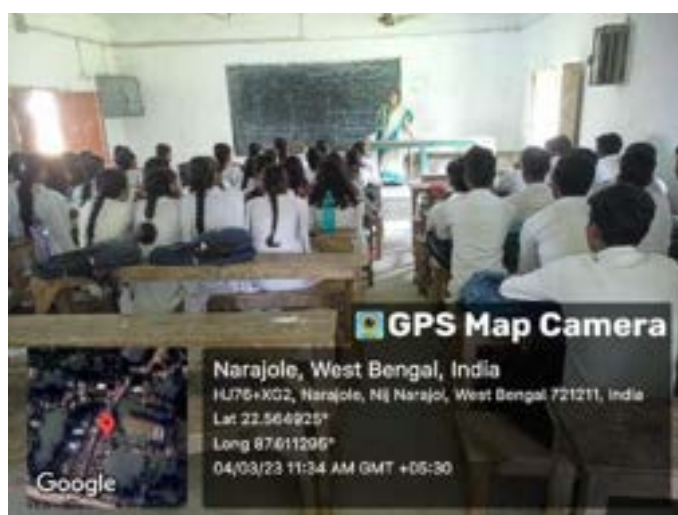 GPS Map Camera
Narajole, West Bengal, India
HJ76+XG2, Narajole, Nij Narajol, West Bengal 721211, India
Lat 22.564925°
Long 87.611295°
04/03/23 11:34 AM GMT +05:30
Google